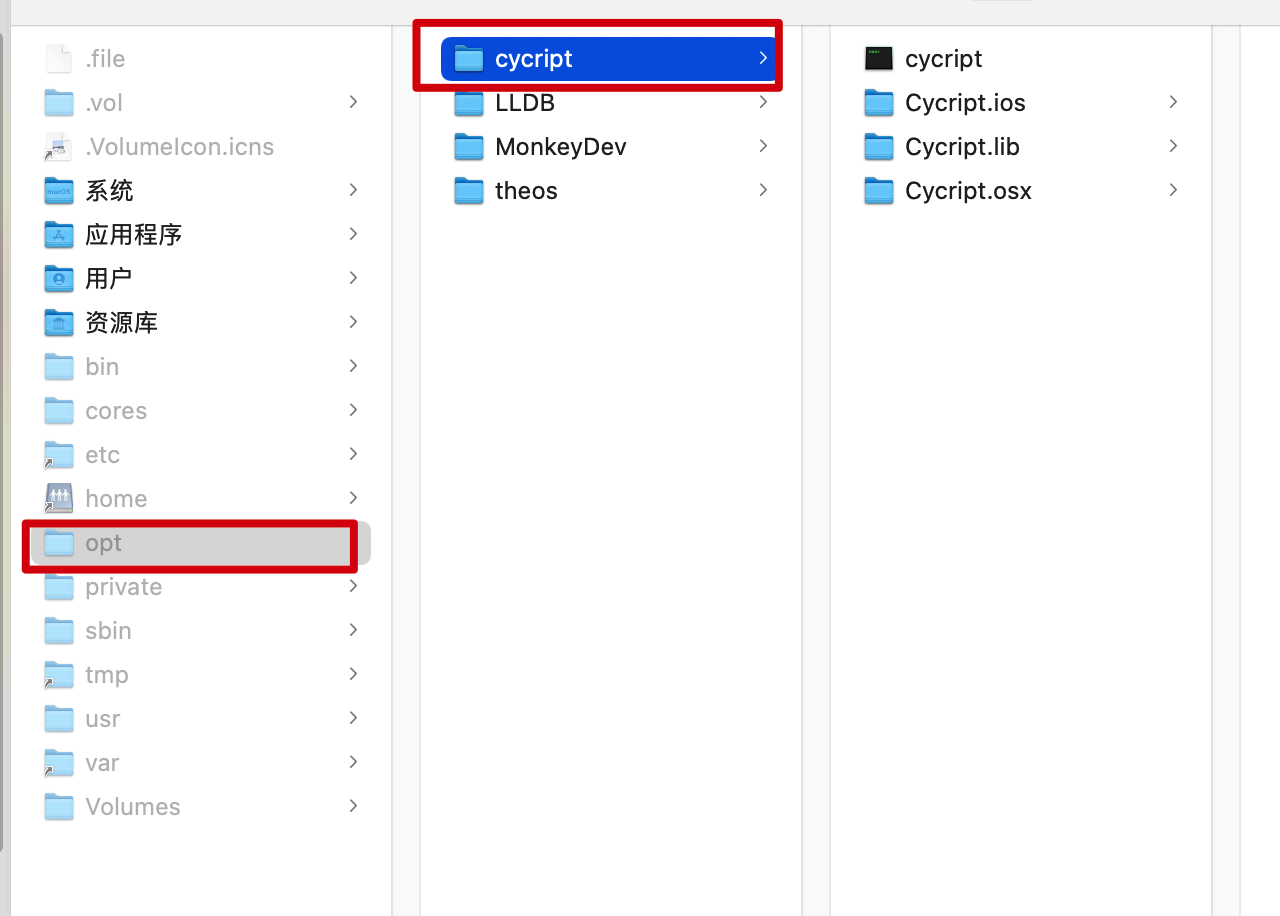 .file
.vol
.VolumeIcon.icns
系统
应用程序
用户
资源库
bin
cores
etc
home
opt
private
sbin
tmp
usr
var
Volumes
cycript
LLDB
MonkeyDev
theos
cycript
Cycript.ios
Cycript.lib
Cycript.osx